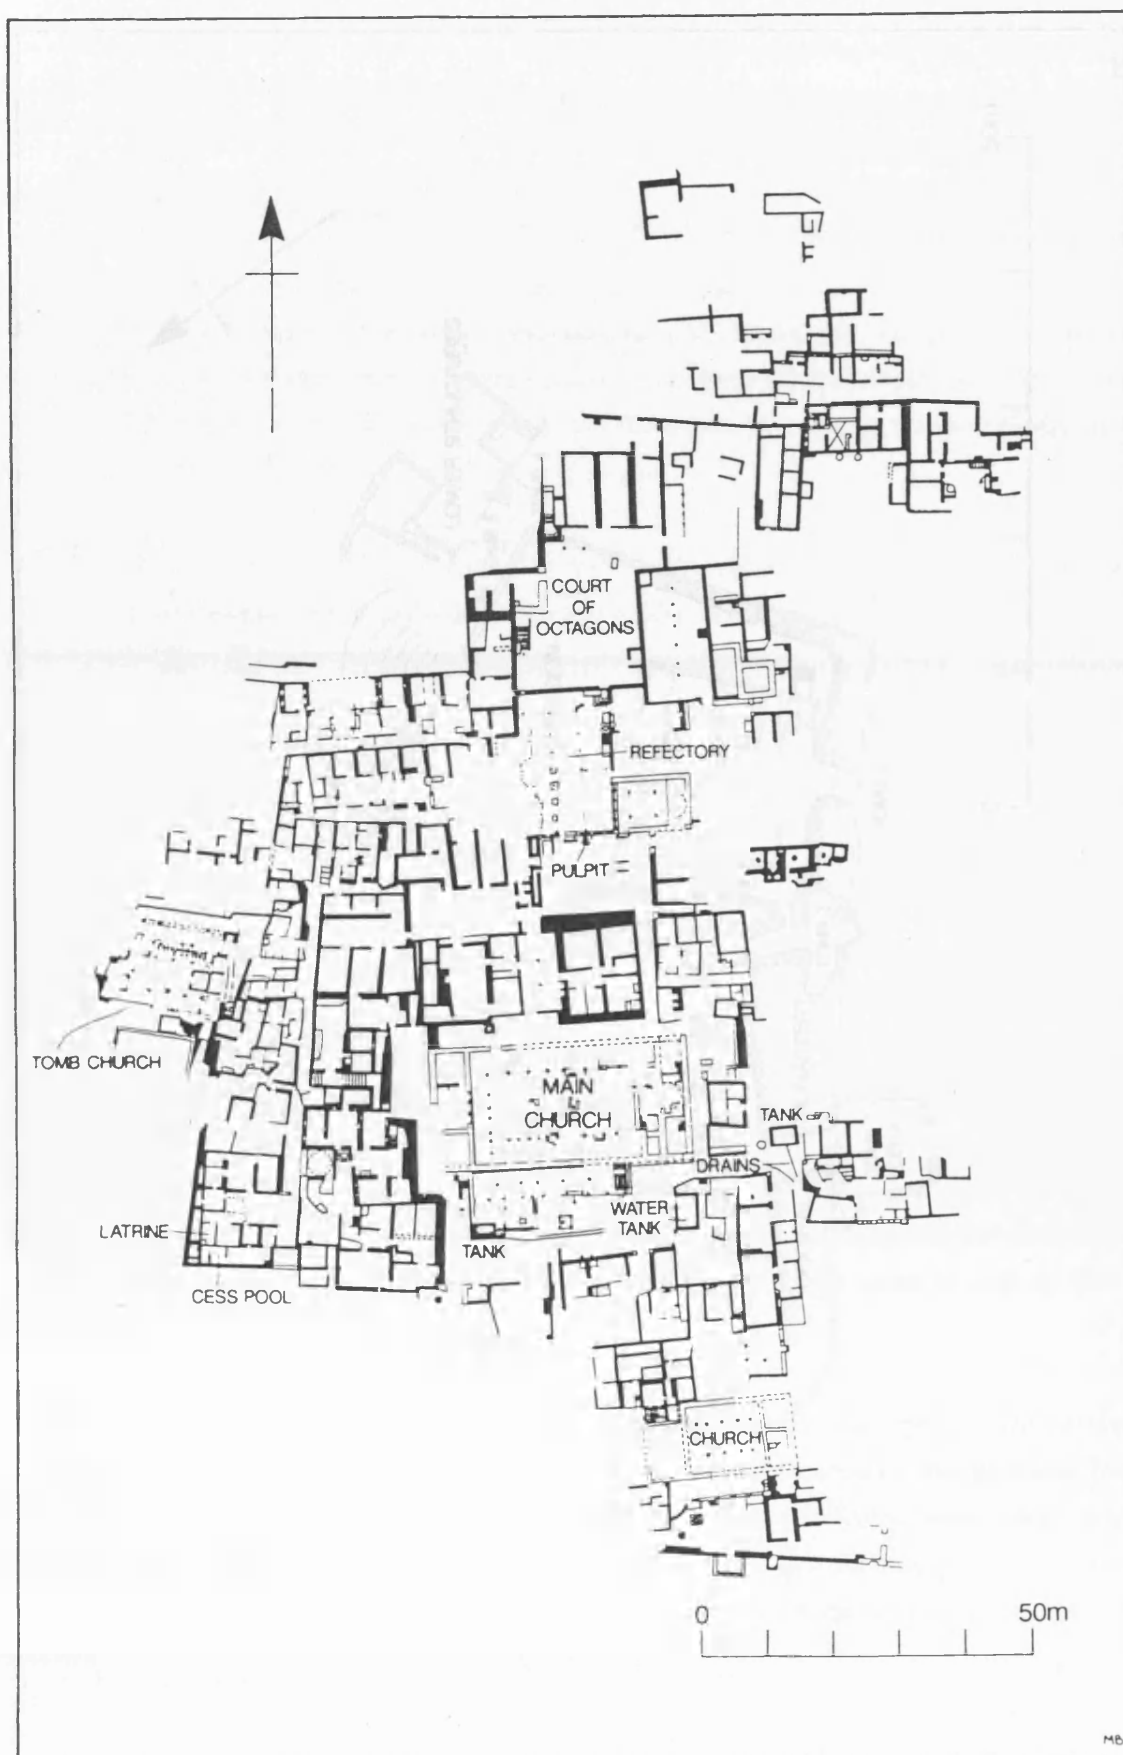 COURT
OF
OCTAGONS
REFECTORY
PULPIT
TOMB CHURCH
MAIN
CHURCH
TANK
DRAINS
WATER
TANK
LATRINE
TANK
CESS POOL
CHURCH
0 50m
MB